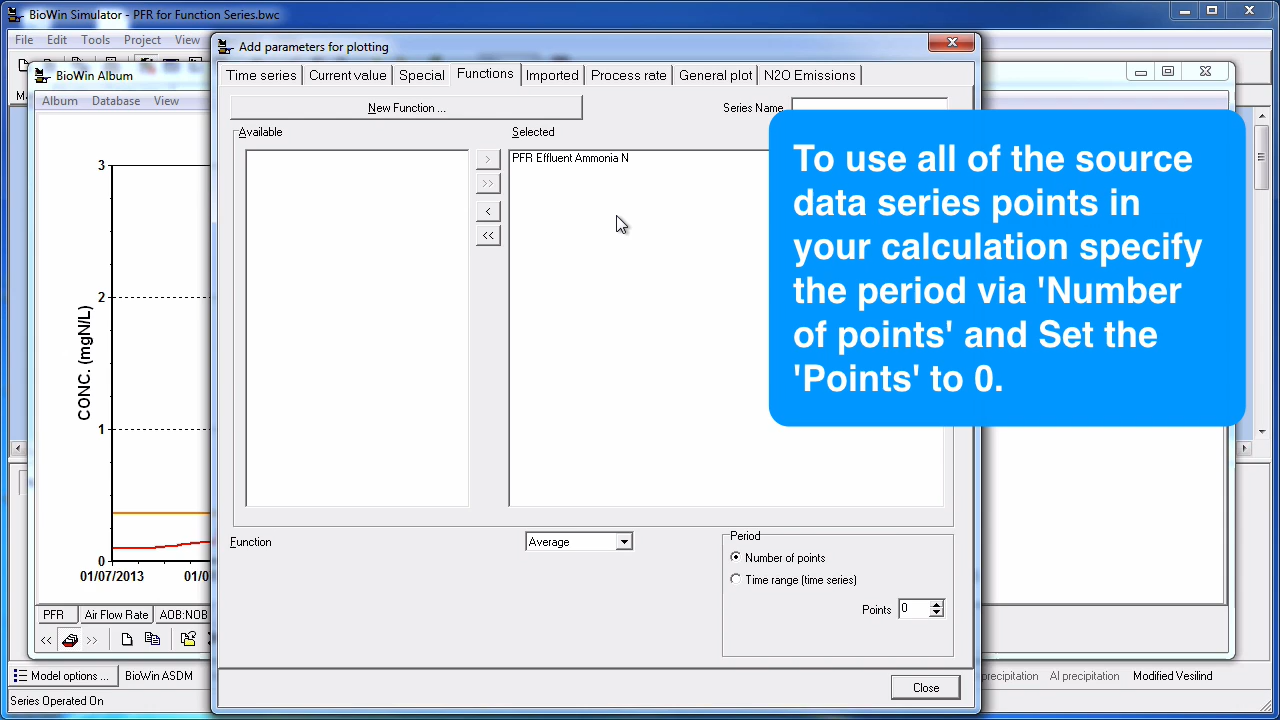 BioWin Simulator - PFR for Function Series.bwc
File Edit Tools Project View
BioWin Album
Album Database View
Add parameters for plotting
Time series Current value Special Functions Imported Process rate General plot N2O Emissions
New Function ...
Series Name
Available
Selected
>
>>
<
<<
PFR Effluent Ammonia N
To use all of the source
data series points in
your calculation specify
the period via 'Number
of points' and Set the
'Points' to 0.
CONC. (mgN/L)
3
2
1
0
01/07/2013 01/0
Function
Average
Period
Number of points
Time range (time series)
Points 0
Close
PFR Air Flow Rate AOB:NOB
<< >>
Model options ... BioWin ASDM
precipitation Al precipitation Modified Vesilind
Series Operated On